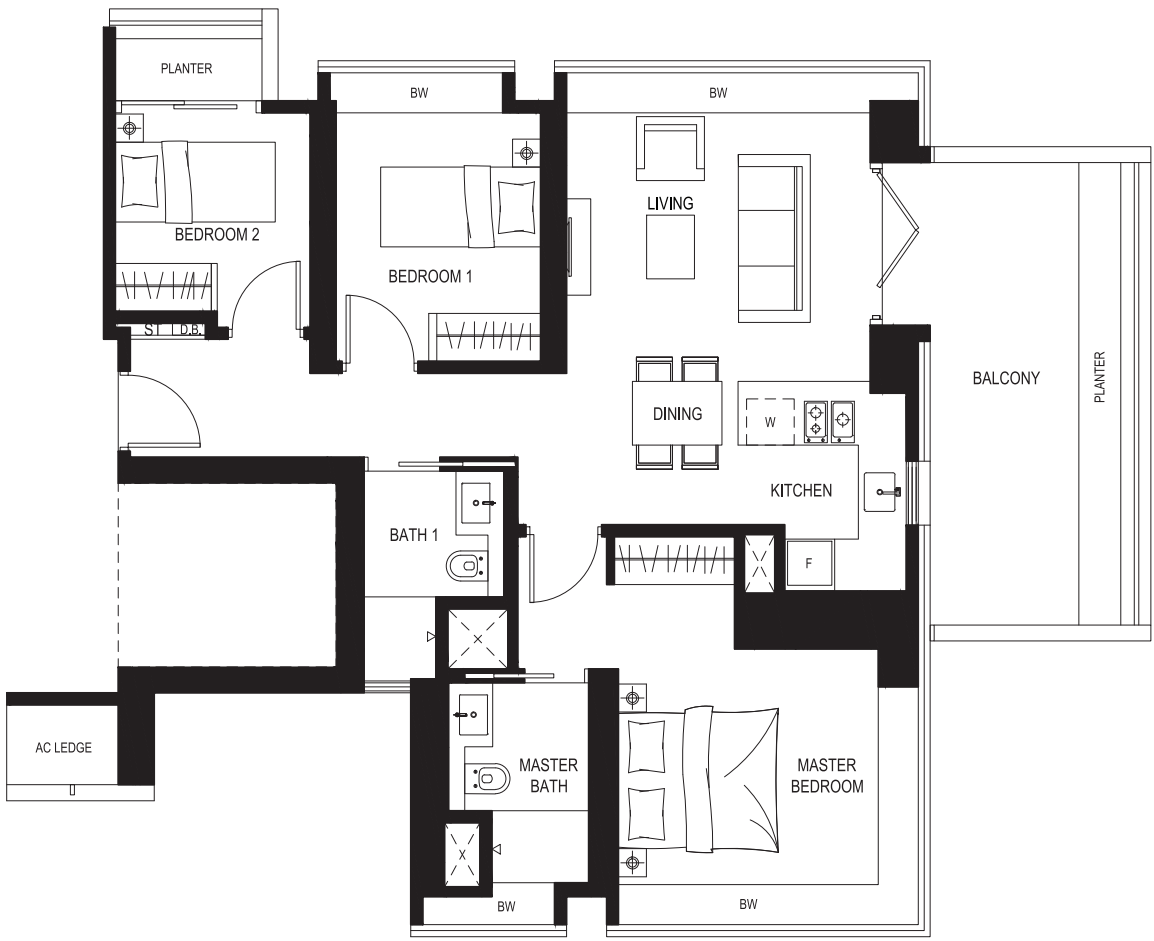 PLANTER
BW
BW
LIVING
BEDROOM 2
BEDROOM 1
ST
D.B.
BALCONY
PLANTER
DINING
W
KITCHEN
BATH 1
F
AC LEDGE
MASTER
BATH
MASTER
BEDROOM
BW
BW